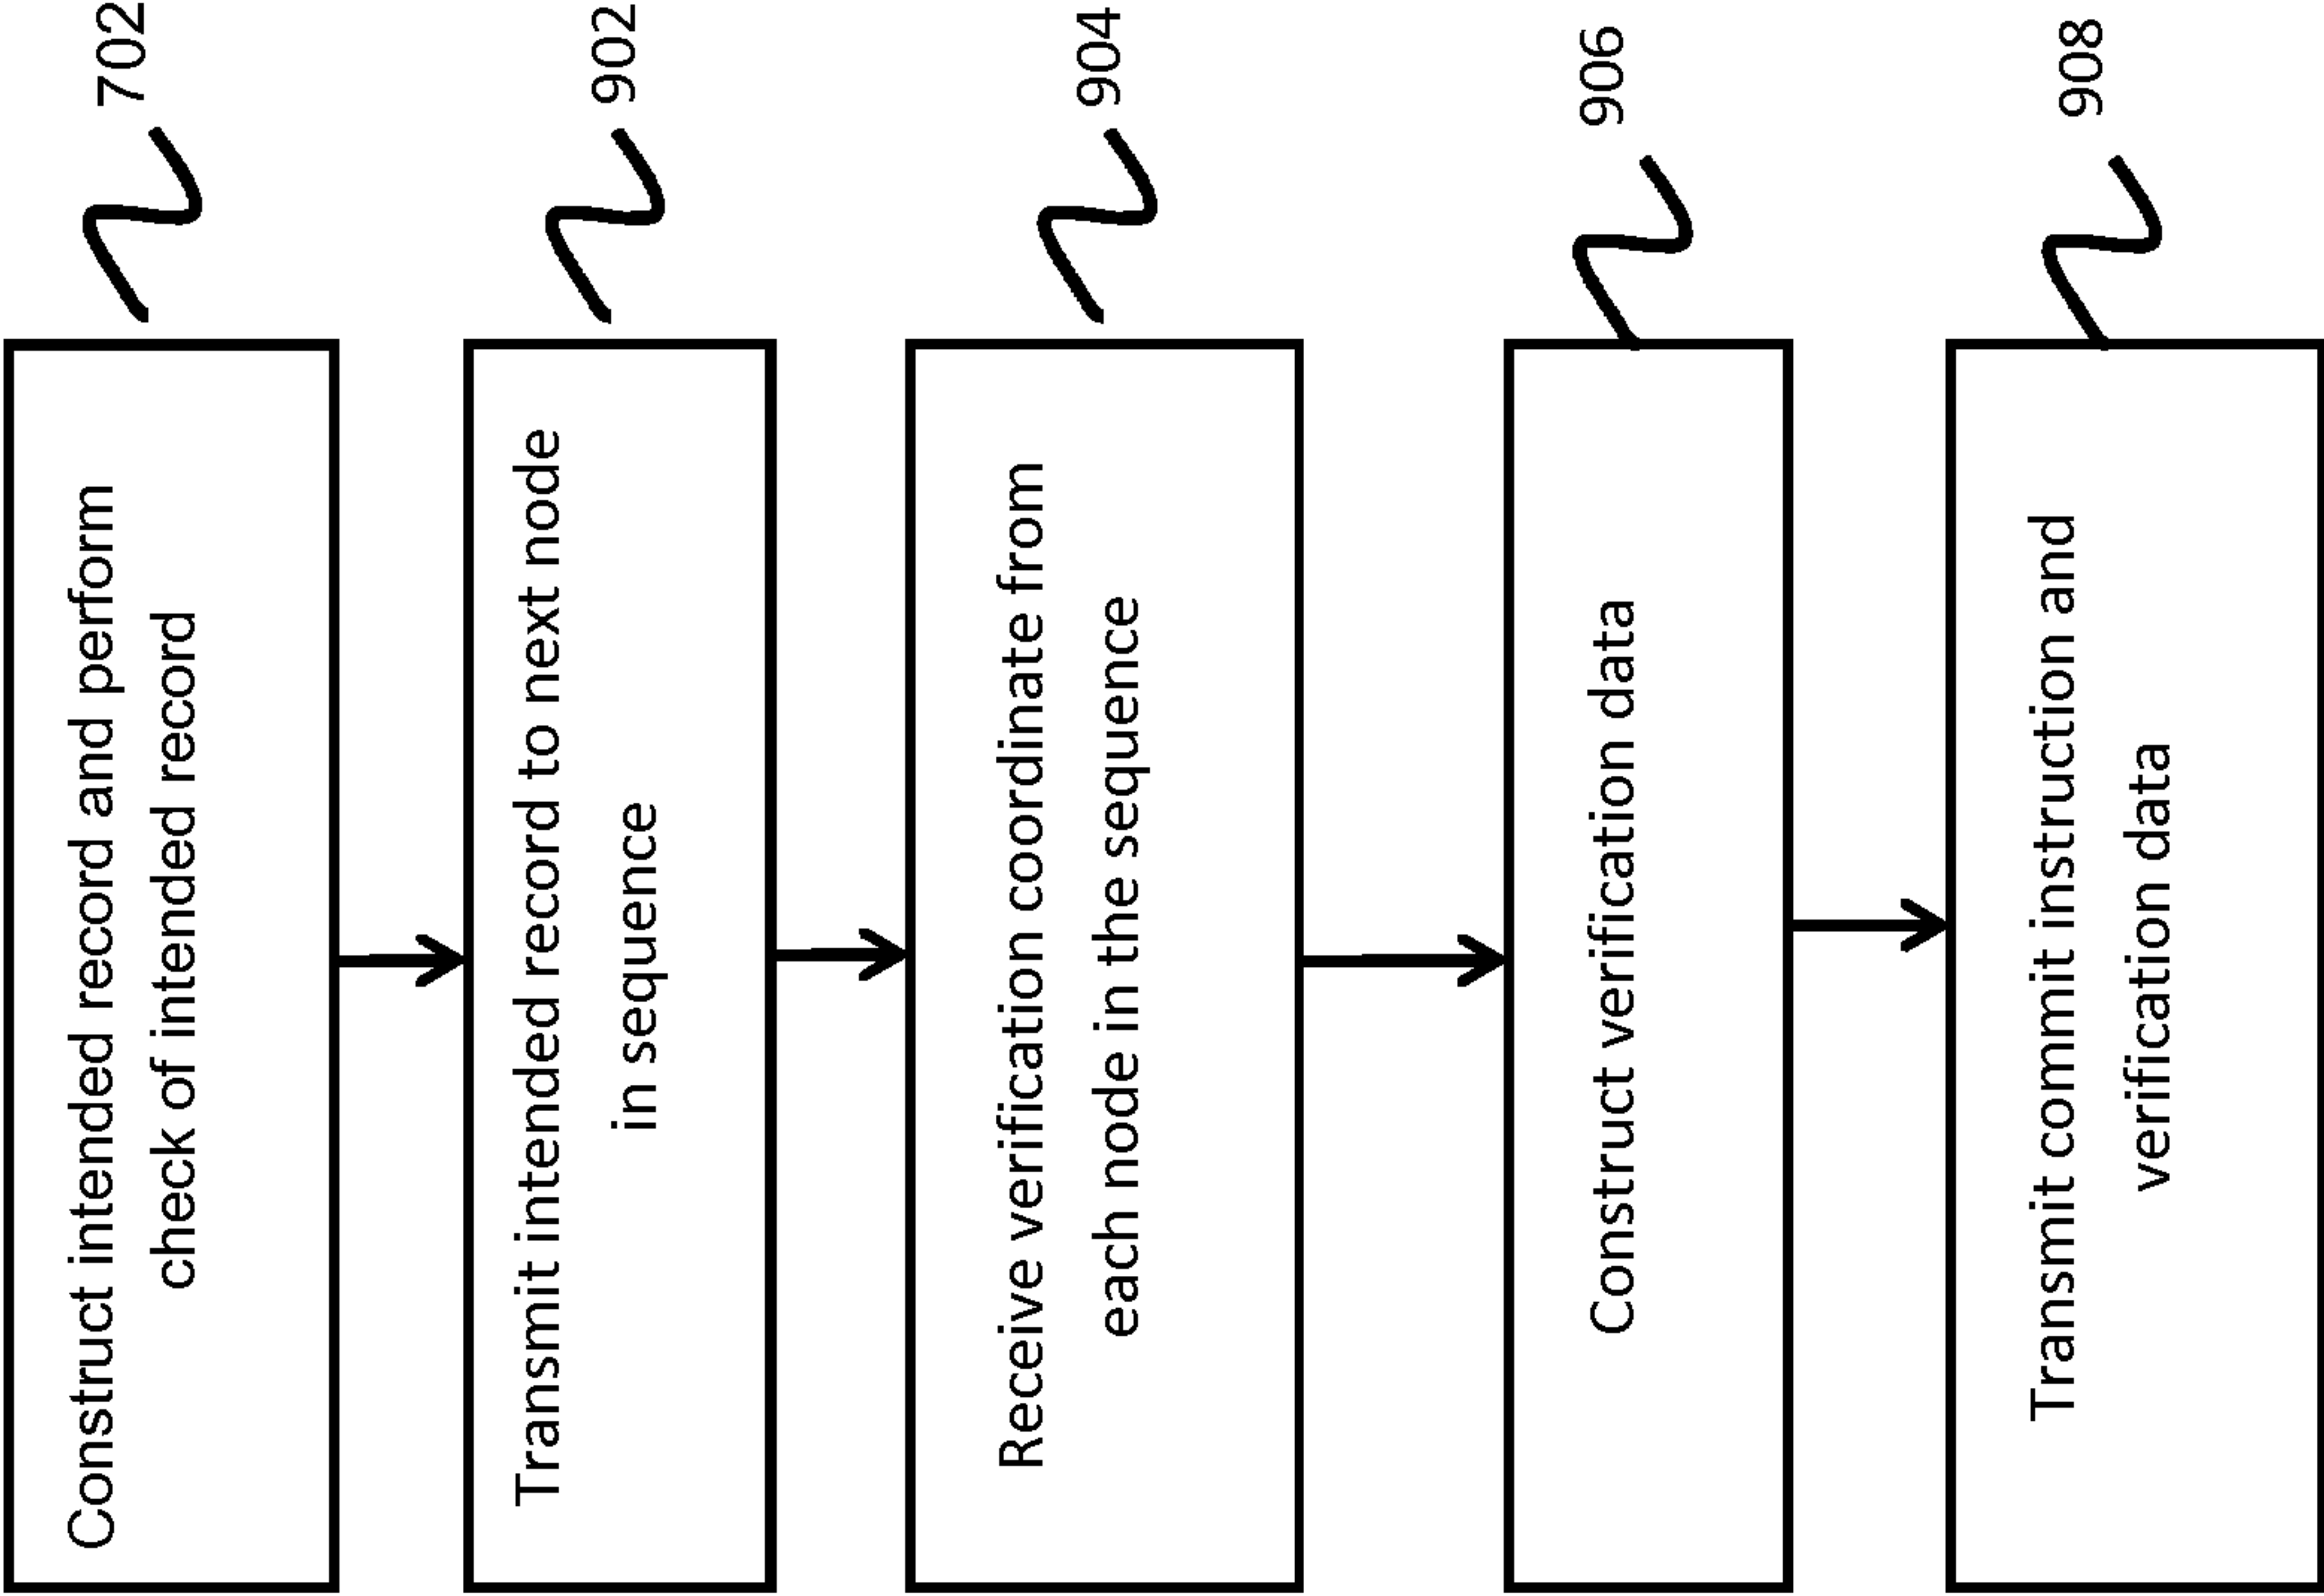 Construct intended record and perform
check of intended record
702
Transmit intended record to next node
in sequence
902
Receive verification coordinate from
each node in the sequence
904
Construct verification data
906
Transmit commit instruction and
verification data
908